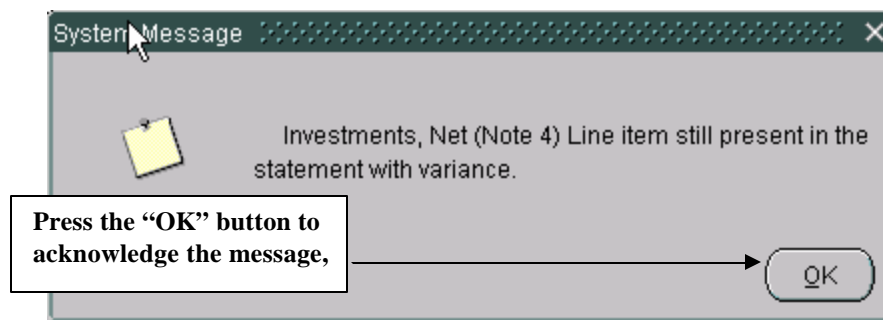 System Message
Investments, Net (Note 4) Line item still present in the
statement with variance.
Press the “OK” button to
acknowledge the message,
OK